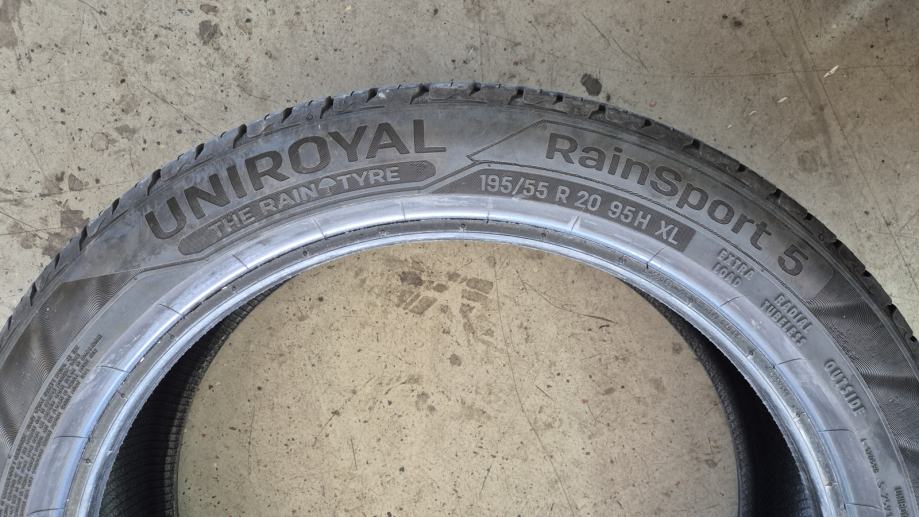 UNIROYAL
THE RAIN TYRE
RainSport 5
195/55 R 20 95H XL
EXTRA
LOAD
RADIAL
TUBELESS
OUTSIDE